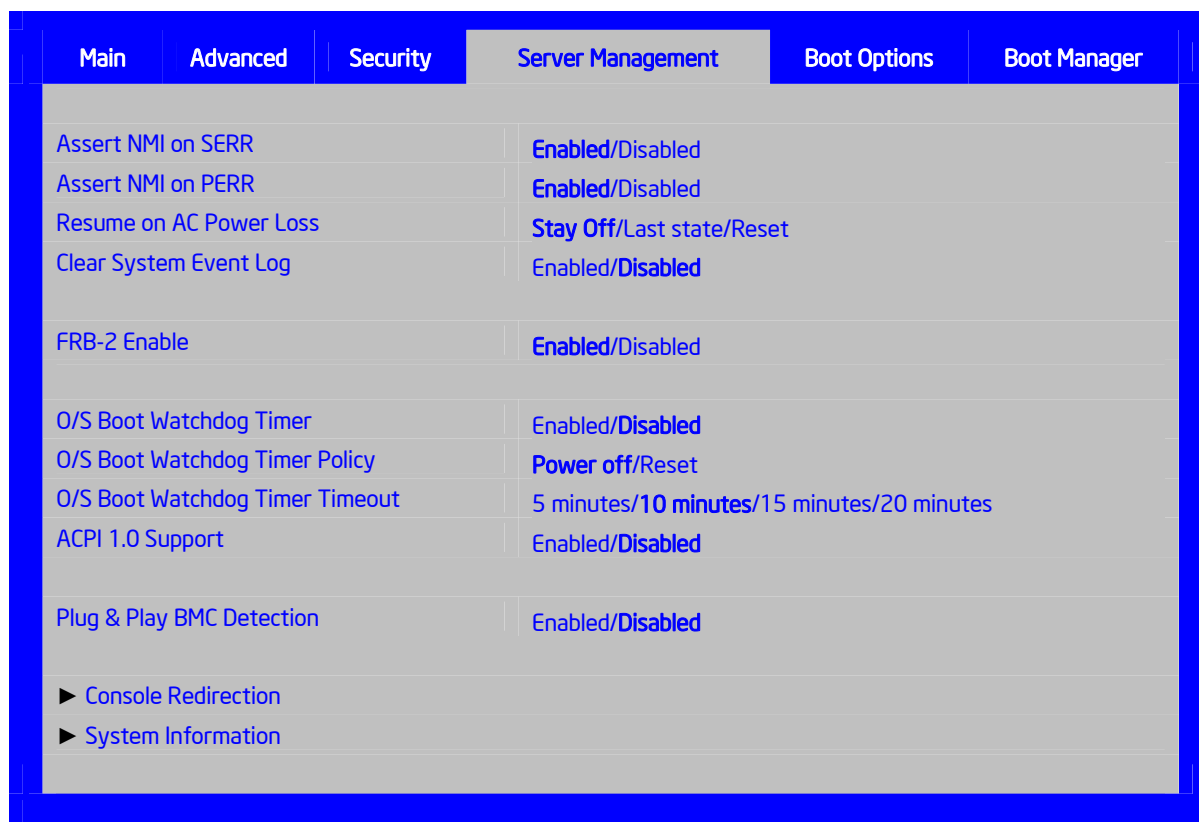 Main Advanced Security Server Management Boot Options Boot Manager
Assert NMI on SERR Enabled/Disabled
Assert NMI on PERR Enabled/Disabled
Resume on AC Power Loss Stay Off/Last state/Reset
Clear System Event Log Enabled/Disabled
FRB-2 Enable Enabled/Disabled
O/S Boot Watchdog Timer Enabled/Disabled
O/S Boot Watchdog Timer Policy Power off/Reset
O/S Boot Watchdog Timer Timeout 5 minutes/10 minutes/15 minutes/20 minutes
ACPI 1.0 Support Enabled/Disabled
Plug & Play BMC Detection Enabled/Disabled
► Console Redirection
► System Information